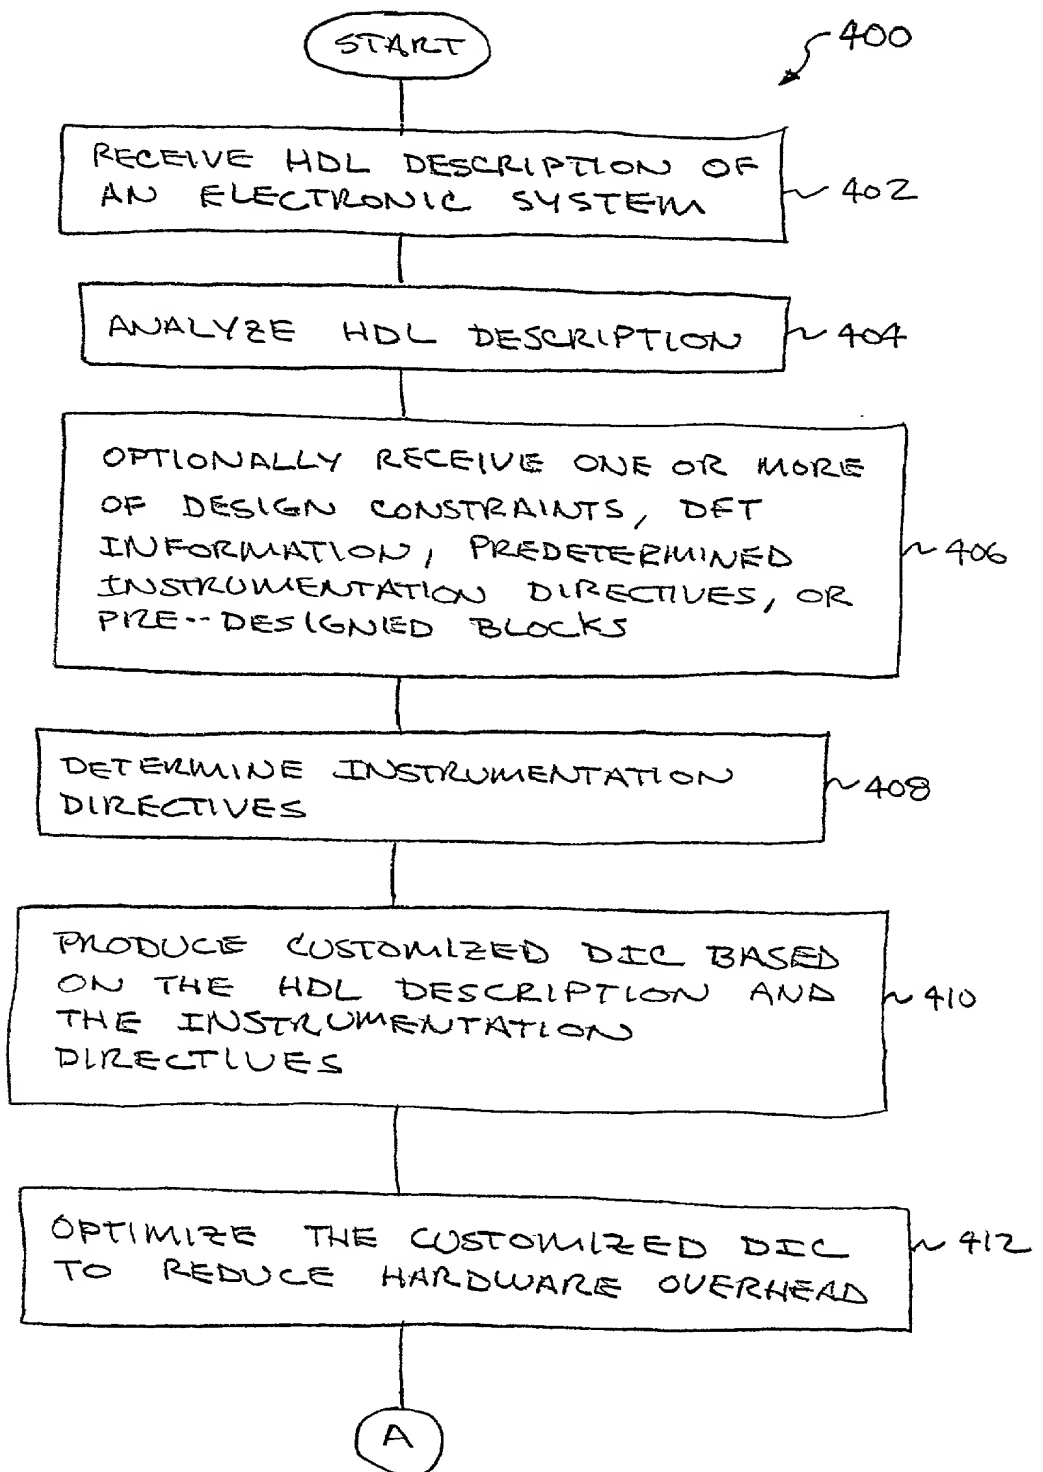 START
400
RECEIVE HDL DESCRIPTION OF
AN ELECTRONIC SYSTEM
402
ANALYZE HDL DESCRIPTION
404
OPTIONALLY RECEIVE ONE OR MORE
OF DESIGN CONSTRAINTS, DFT
INFORMATION, PREDETERMINED
INSTRUMENTATION DIRECTIVES, OR
PRE--DESIGNED BLOCKS
406
DETERMINE INSTRUMENTATION
DIRECTIVES
408
PRODUCE CUSTOMIZED DIC BASED
ON THE HDL DESCRIPTION AND
THE INSTRUMENTATION
DIRECTIVES
410
OPTIMIZE THE CUSTOMIZED DIC
TO REDUCE HARDWARE OVERHEAD
412
A